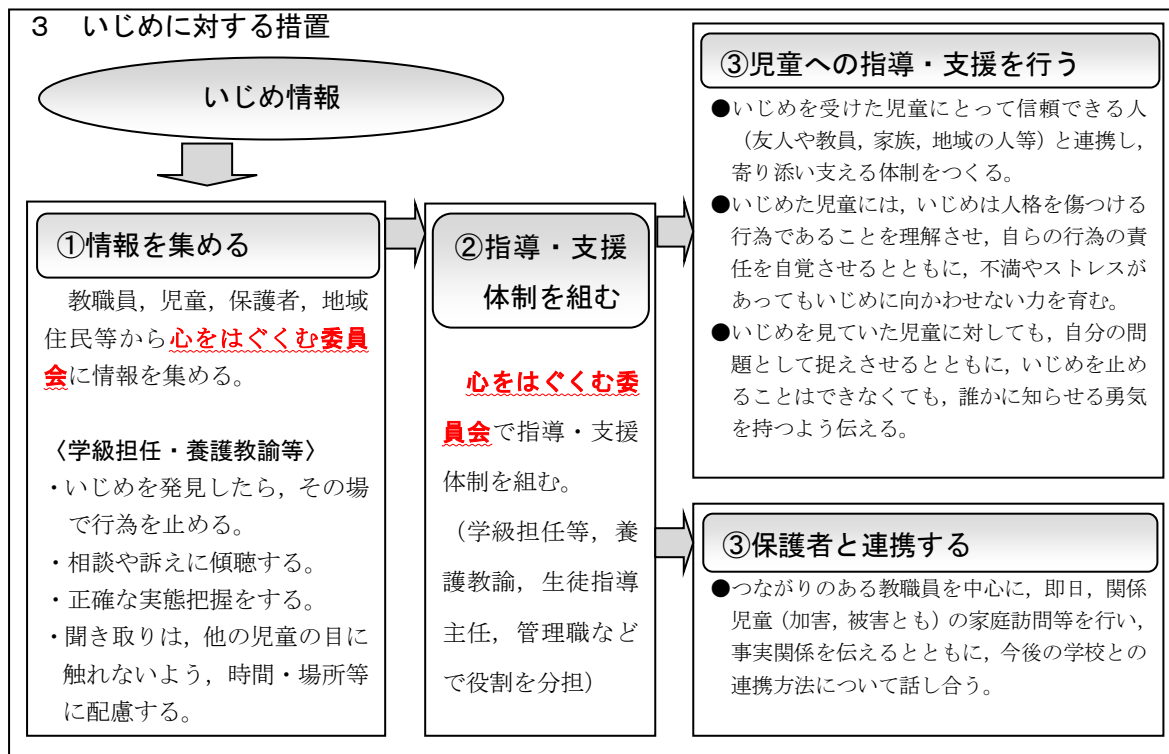 ３　いじめに対する措置
いじめ情報
①情報を集める
教職員，児童，保護者，地域
住民等から心をはぐくむ委員
会に情報を集める。
〈学級担任・養護教諭等〉
・いじめを発見したら，その場
で行為を止める。
・相談や訴えに傾聴する。
・正確な実態把握をする。
・聞き取りは，他の児童の目に
触れないよう，時間・場所等
に配慮する。
②指導・支援
体制を組む
心をはぐくむ委
員会で指導・支援
体制を組む。
（学級担任等，養
護教諭，生徒指導
主任，管理職など
で役割を分担）
③児童への指導・支援を行う
●いじめを受けた児童にとって信頼できる人
（友人や教員，家族，地域の人等）と連携し，
寄り添い支える体制をつくる。
●いじめた児童には，いじめは人格を傷つける
行為であることを理解させ，自らの行為の責
任を自覚させるとともに，不満やストレスが
あってもいじめに向かわせない力を育む。
●いじめを見ていた児童に対しても，自分の問
題として捉えさせるとともに，いじめを止め
ることはできなくても，誰かに知らせる勇気
を持つよう伝える。
③保護者と連携する
●つながりのある教職員を中心に，即日，関係
児童（加害，被害とも）の家庭訪問等を行い，
事実関係を伝えるとともに，今後の学校との
連携方法について話し合う。